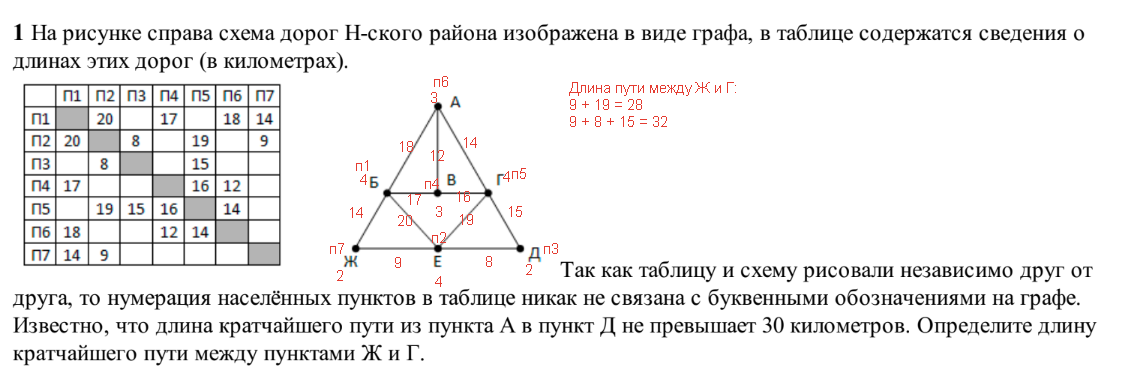 1 На рисунке справа схема дорог Н-ского района изображена в виде графа, в таблице содержатся сведения о
длинах этих дорог (в километрах).
П1 П2 П3 П4 П5 П6 П7
П1 20 17 18 14
П2 20 8 19 9
П3 8 15
П4 17 16 12
П5 19 15 16 14
П6 18 12 14
П7 14 9
п6
3 А
18 12 14
п1
4 Б п4 В Г 4 п5
17 16
14 20 3 19 15
п7 п2 п3
Ж 9 Е 8 Д
2 4 2
Длина пути между Ж и Г:
9 + 19 = 28
9 + 8 + 15 = 32
Так как таблицу и схему рисовали независимо друг от
друга, то нумерация населённых пунктов в таблице никак не связана с буквенными обозначениями на графе.
Известно, что длина кратчайшего пути из пункта А в пункт Д не превышает 30 километров. Определите длину
кратчайшего пути между пунктами Ж и Г.